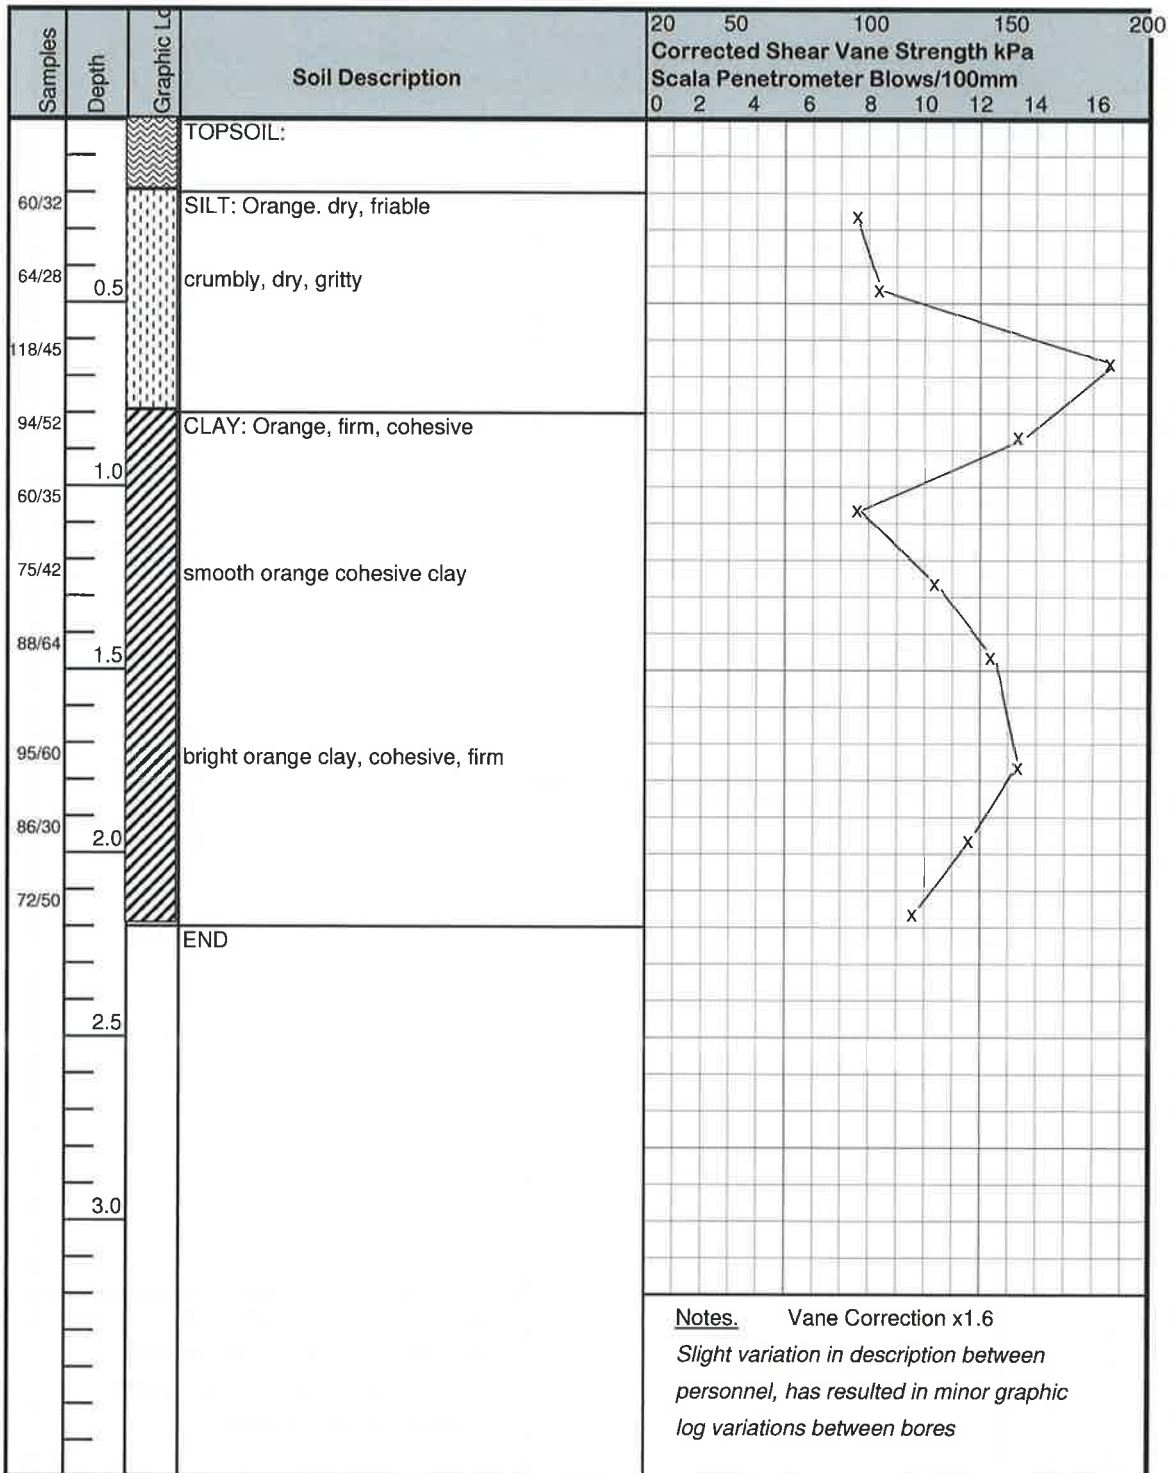 Samples
Depth
Graphic Lo
Soil Description
20 50 100 150 200
Corrected Shear Vane Strength kPa
Scala Penetrometer Blows/100mm
0 2 4 6 8 10 12 14 16
TOPSOIL:
60/32
SILT: Orange. dry, friable
64/28
0.5
crumbly, dry, gritty
118/45
94/52
CLAY: Orange, firm, cohesive
1.0
60/35
75/42
smooth orange cohesive clay
88/64
1.5
95/60
bright orange clay, cohesive, firm
86/30
2.0
72/50
END
2.5
3.0
Notes. Vane Correction x1.6
Slight variation in description between
personnel, has resulted in minor graphic
log variations between bores